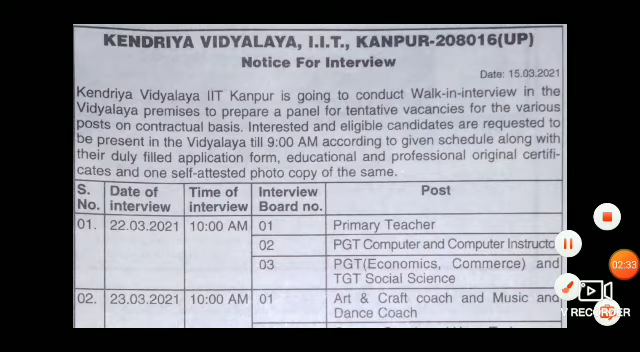 KENDRIYA VIDYALAYA, I.I.T., KANPUR-208016(UP)
Notice For Interview
Date: 15.03.2021
Kendriya Vidyalaya IIT Kanpur is going to conduct Walk-in-interview in the
Vidyalaya premises to prepare a panel for tentative vacancies for the various
posts on contractual basis. Interested and eligible candidates are requested to
be present in the Vidyalaya till 9:00 AM according to given schedule along with
their duly filled application form, educational and professional original certifi-
cates and one self-attested photo copy of the same.
S. No. Date of interview Time of interview Interview Board no. Post
01. 22.03.2021 10:00 AM 01 Primary Teacher
02 PGT Computer and Computer Instructo
03 PGT(Economics, Commerce) and
TGT Social Science
02. 23.03.2021 10:00 AM 01 Art & Craft coach and Music and
Dance Coach
02:33
V RECORDER